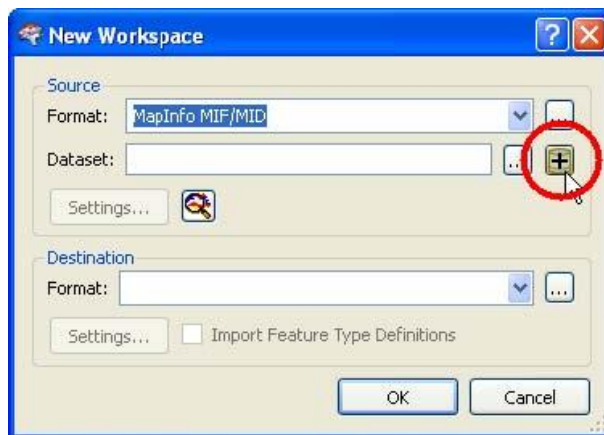 New Workspace
Source
Format: MapInfo MIF/MID ...
Dataset: ...
Settings...
Destination
Format: ...
Settings... Import Feature Type Definitions
OK Cancel